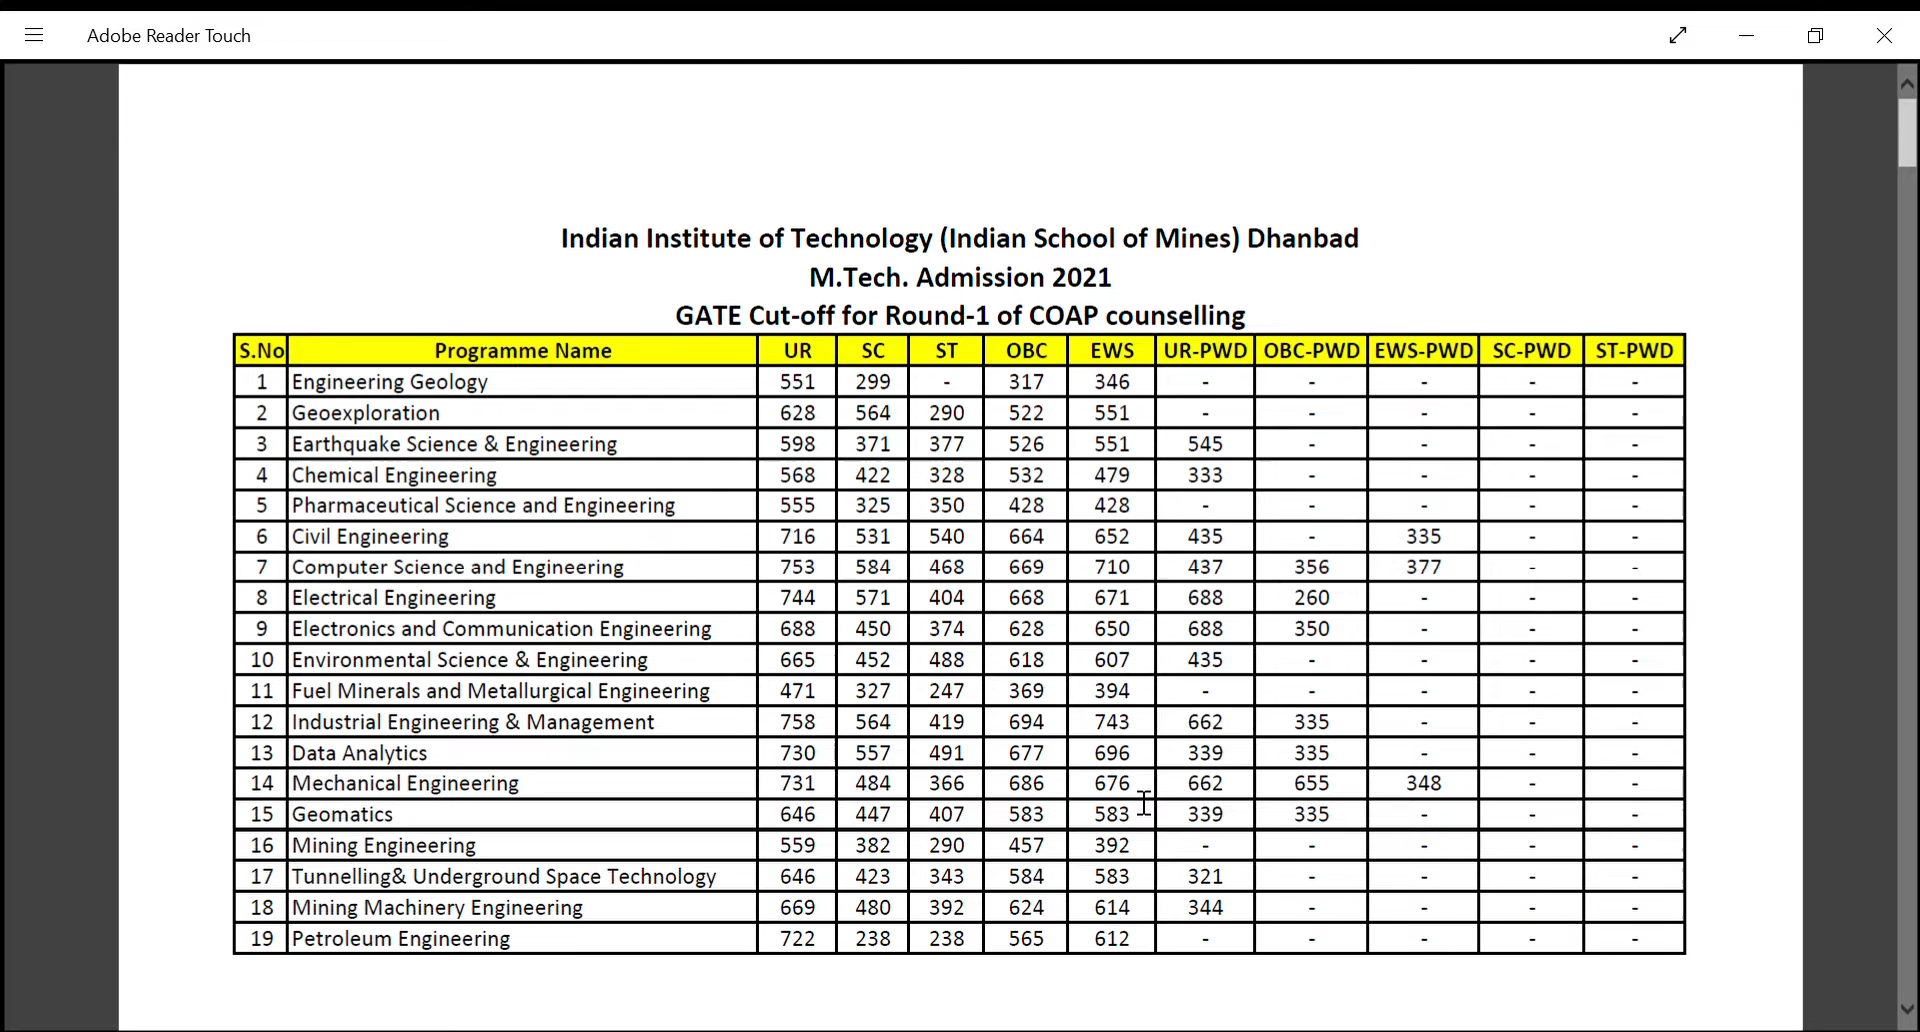 Adobe Reader Touch
Indian Institute of Technology (Indian School of Mines) Dhanbad
M.Tech. Admission 2021
GATE Cut-off for Round-1 of COAP counselling
S.No Programme Name UR SC ST OBC EWS UR-PWD OBC-PWD EWS-PWD SC-PWD ST-PWD
1 Engineering Geology 551 299 - 317 346 - - - - -
2 Geoexploration 628 564 290 522 551 - - - - -
3 Earthquake Science & Engineering 598 371 377 526 551 545 - - - -
4 Chemical Engineering 568 422 328 532 479 333 - - - -
5 Pharmaceutical Science and Engineering 555 325 350 428 428 - - - - -
6 Civil Engineering 716 531 540 664 652 435 - 335 - -
7 Computer Science and Engineering 753 584 468 669 710 437 356 377 - -
8 Electrical Engineering 744 571 404 668 671 688 260 - - -
9 Electronics and Communication Engineering 688 450 374 628 650 688 350 - - -
10 Environmental Science & Engineering 665 452 488 618 607 435 - - - -
11 Fuel Minerals and Metallurgical Engineering 471 327 247 369 394 - - - - -
12 Industrial Engineering & Management 758 564 419 694 743 662 335 - - -
13 Data Analytics 730 557 491 677 696 339 335 - - -
14 Mechanical Engineering 731 484 366 686 676 662 655 348 - -
15 Geomatics 646 447 407 583 583 339 335 - - -
16 Mining Engineering 559 382 290 457 392 - - - - -
17 Tunnelling& Underground Space Technology 646 423 343 584 583 321 - - - -
18 Mining Machinery Engineering 669 480 392 624 614 344 - - - -
19 Petroleum Engineering 722 238 238 565 612 - - - - -